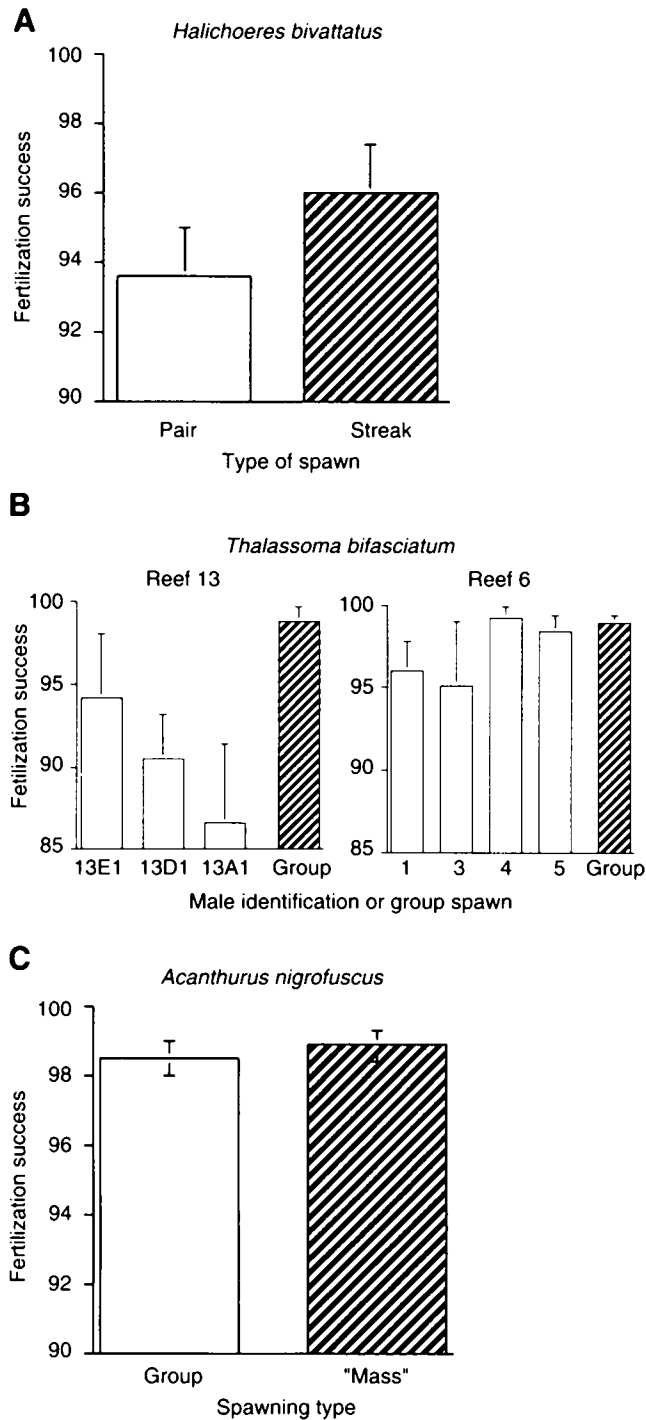 A
Halichoeres bivattatus
Fertilization success
100
98
96
94
92
90
Pair Streak
Type of spawn
B
Thalassoma bifasciatum
Reef 13 Reef 6
Fetilization success
100
95
90
85
100
95
90
85
13E1 13D1 13A1 Group 1 3 4 5 Group
Male identification or group spawn
C
Acanthurus nigrofuscus
Fertilization success
100
98
96
94
92
90
Group "Mass"
Spawning type